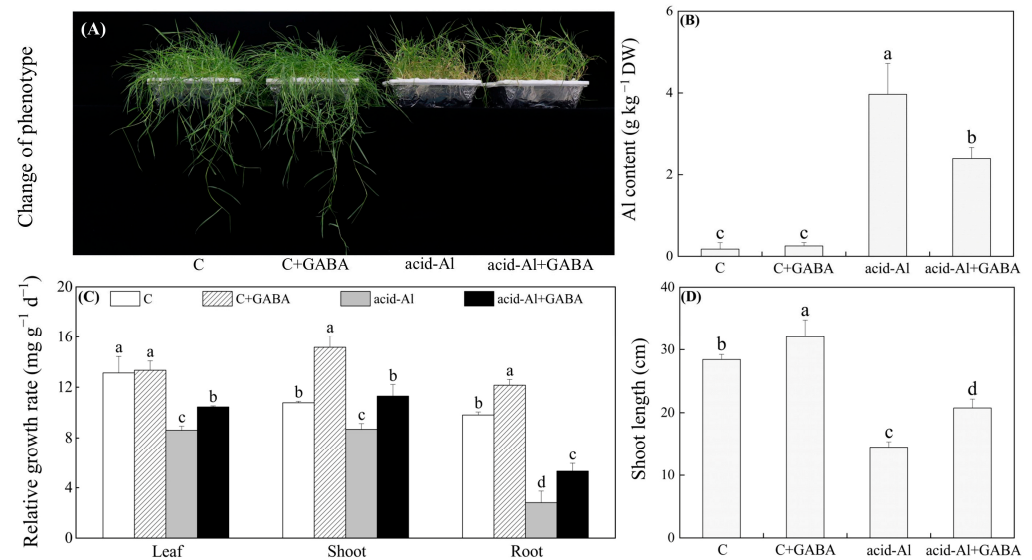 Change of phenotype
(A)
C C+GABA acid-Al acid-Al+GABA
(B)
Al content (g kg⁻¹ DW)
6
4
2
0
c c a b
C C+GABA acid-Al acid-Al+GABA
(C)
C C+GABA acid-Al acid-Al+GABA
Relative growth rate (mg g⁻¹ d⁻¹)
20
16
12
8
4
0
a a c b
b a c b
b a d c
Leaf Shoot Root
(D)
Shoot length (cm)
40
30
20
10
0
b a c d
C C+GABA acid-Al acid-Al+GABA